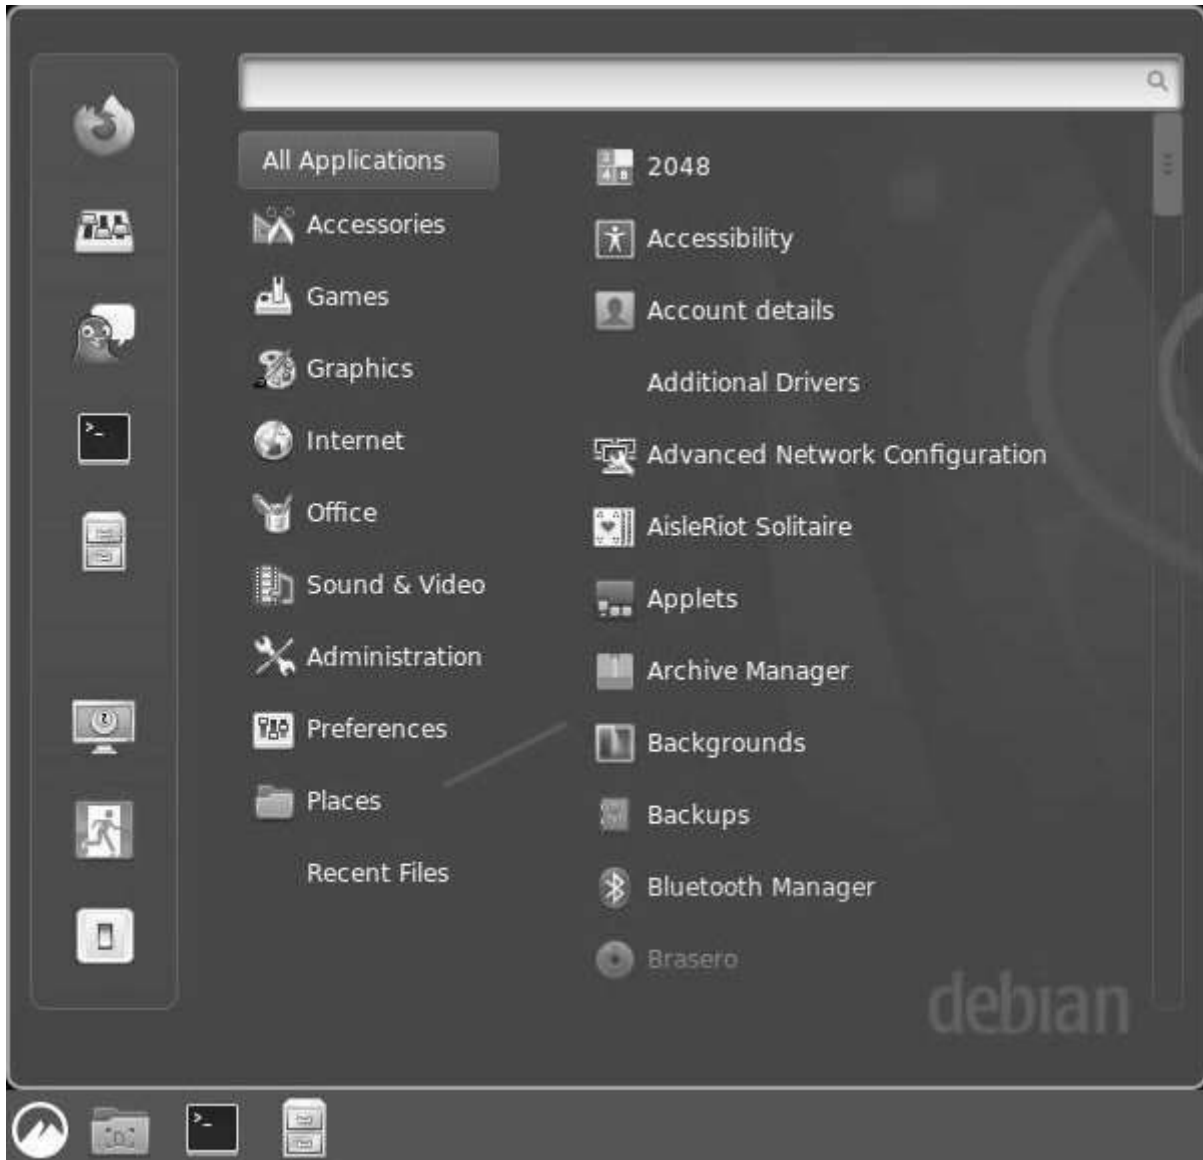 All Applications
Accessories
Games
Graphics
Internet
Office
Sound & Video
Administration
Preferences
Places
Recent Files
2048
Accessibility
Account details
Additional Drivers
Advanced Network Configuration
AisleRiot Solitaire
Applets
Archive Manager
Backgrounds
Backups
Bluetooth Manager
Brasero
debian